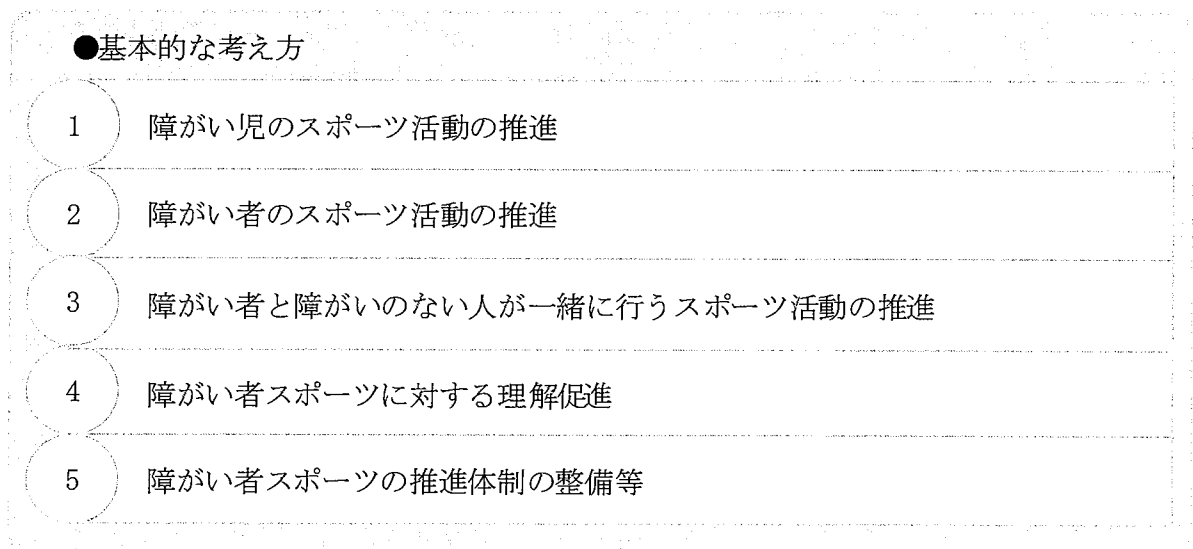 ●基本的な考え方
1 障がい児のスポーツ活動の推進
2 障がい者のスポーツ活動の推進
3 障がい者と障がいのない人が一緒に行うスポーツ活動の推進
4 障がい者スポーツに対する理解促進
5 障がい者スポーツの推進体制の整備等